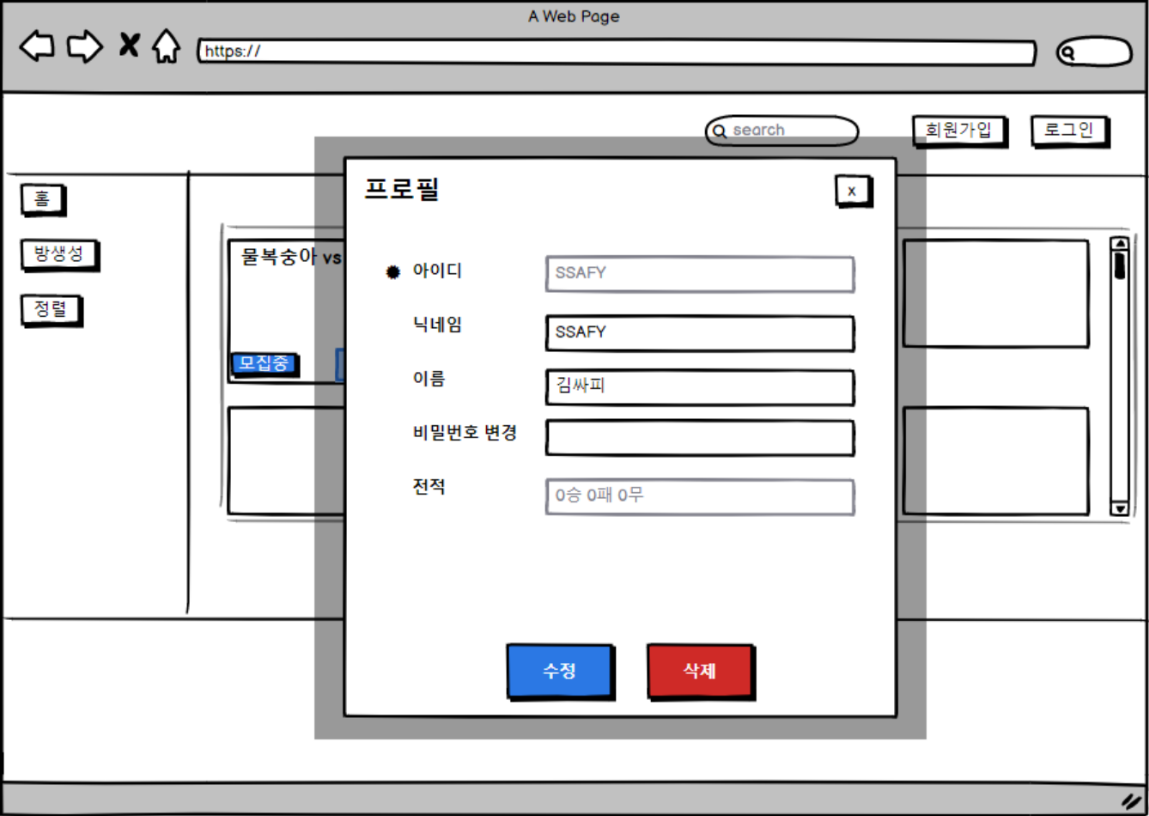 A Web Page
https://
search
회원가입
로그인
홈
방생성
정렬
물복숭아 vs
모집중
프로필
x
아이디
SSAFY
닉네임
SSAFY
이름
김싸피
비밀번호 변경
전적
0승 0패 0무
수정
삭제